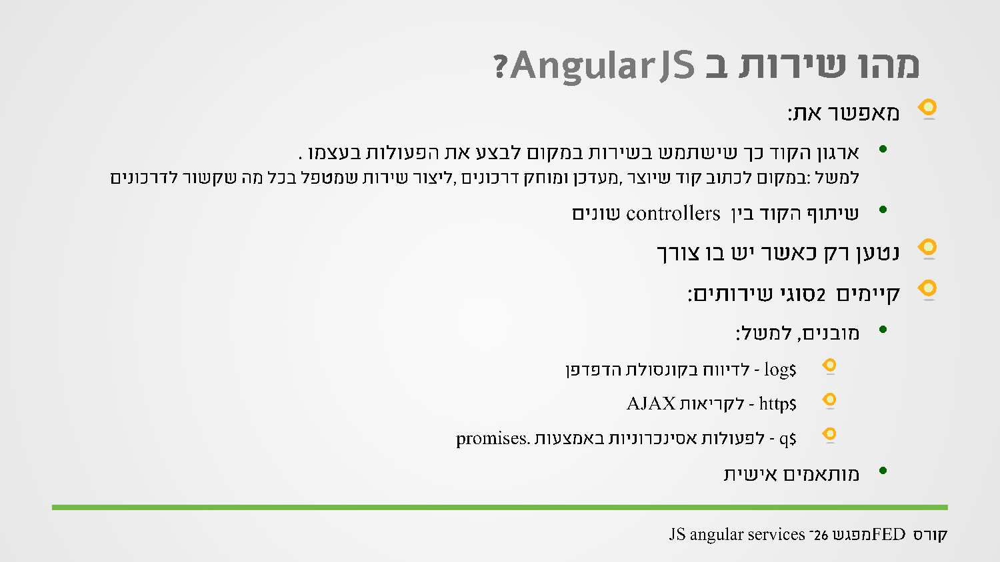 מהו שירות ב AngularJS?
מאפשר את:
ארגון הקוד כך שישתמש בשירות במקום לבצע את הפעולות בעצמו .
למשל :במקום לכתוב קוד שיוצר ,מעדכן ומוחק דרכונים ,ליצור שירות שמטפל בכל מה שקשור לדרכונים
שיתוף הקוד בין controllers שונים
נטען רק כאשר יש בו צורך
קיימים 2סוגי שירותים:
מובנים, למשל:
$log - לדיווח בקונסולת הדפדפן
$http - לקריאות AJAX
$q - לפעולות אסינכרוניות באמצעות .promises
מותאמים אישית
קורס FEDמפגש 26־ JS angular services